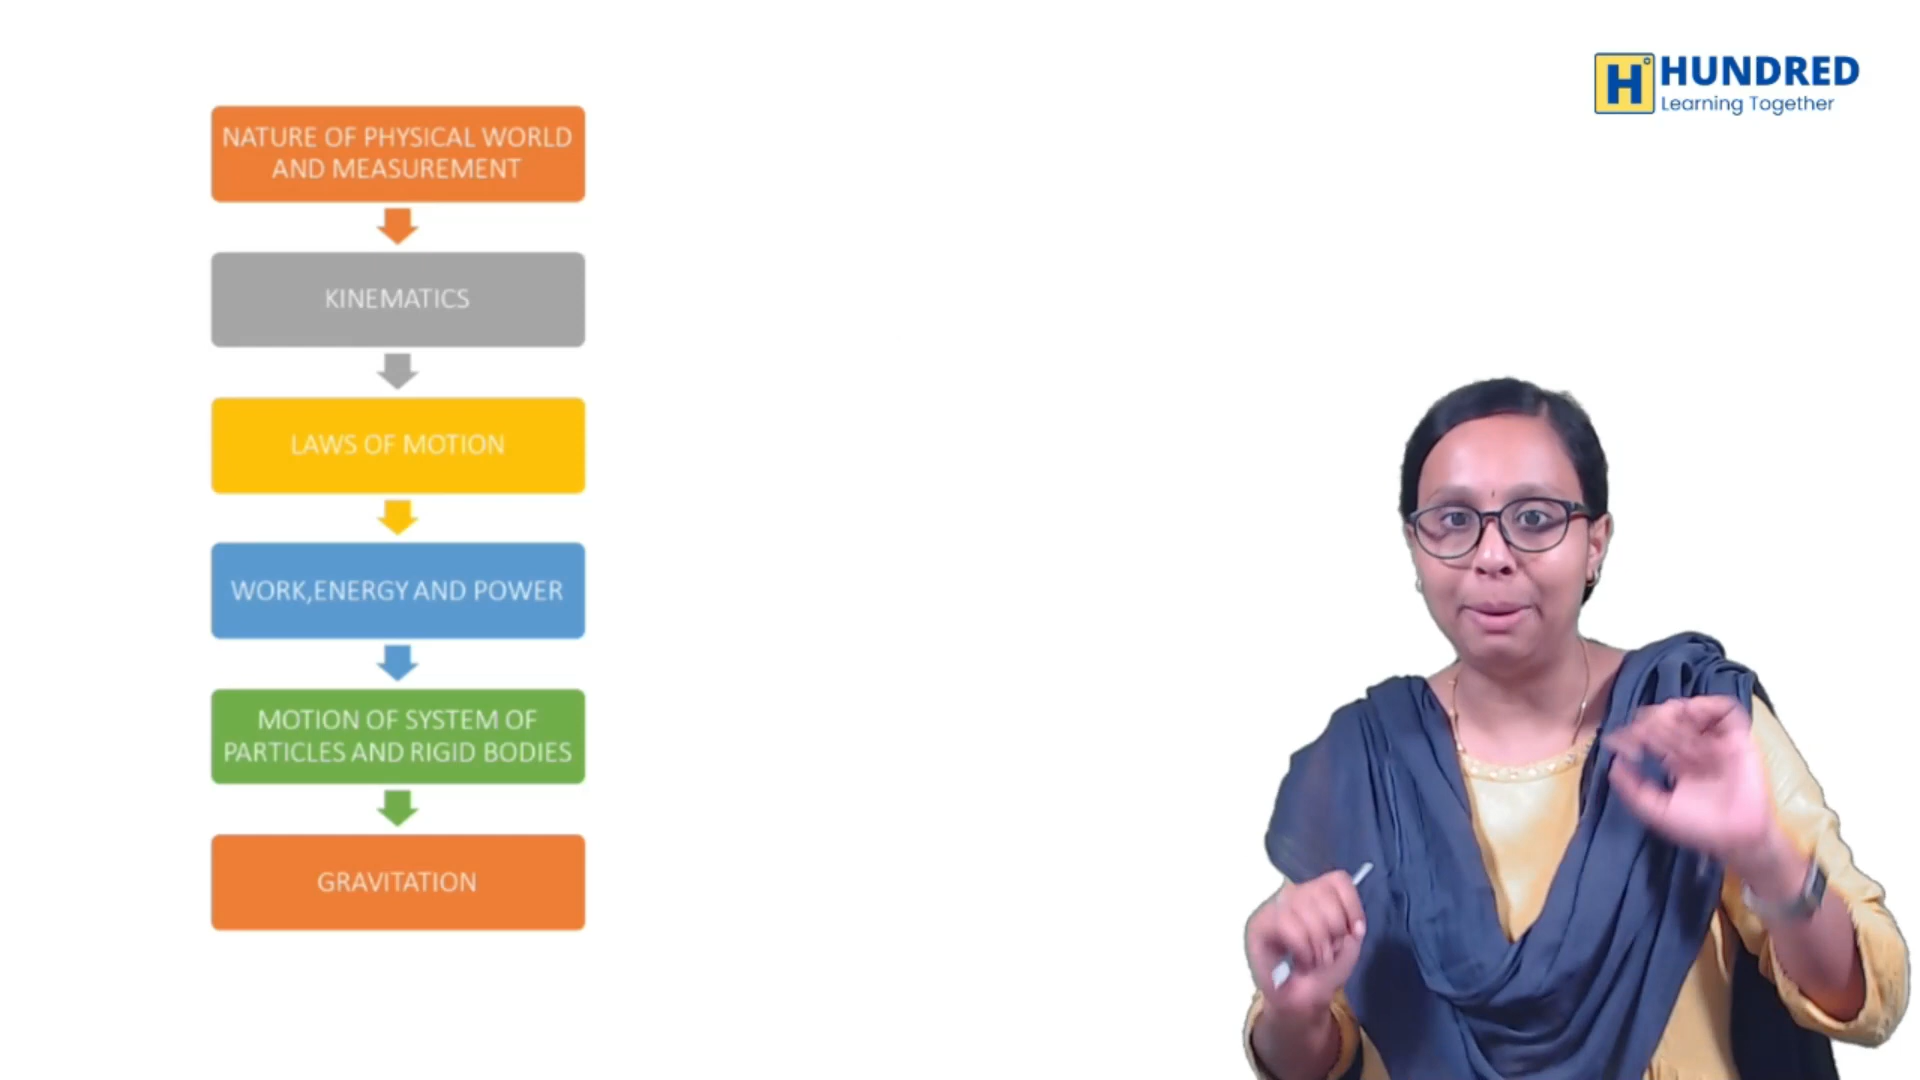 H° HUNDRED
Learning Together
NATURE OF PHYSICAL WORLD
AND MEASUREMENT
KINEMATICS
LAWS OF MOTION
WORK,ENERGY AND POWER
MOTION OF SYSTEM OF
PARTICLES AND RIGID BODIES
GRAVITATION